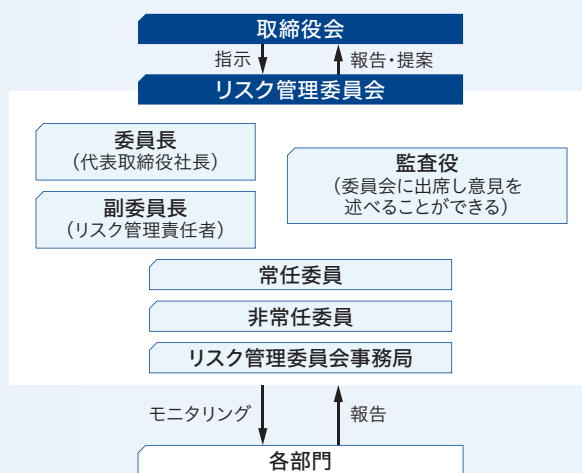 取締役会
指示
報告・提案
リスク管理委員会
委員長
(代表取締役社長)
監査役
(委員会に出席し意見を
述べることができる)
副委員長
(リスク管理責任者)
常任委員
非常任委員
リスク管理委員会事務局
モニタリング
報告
各部門